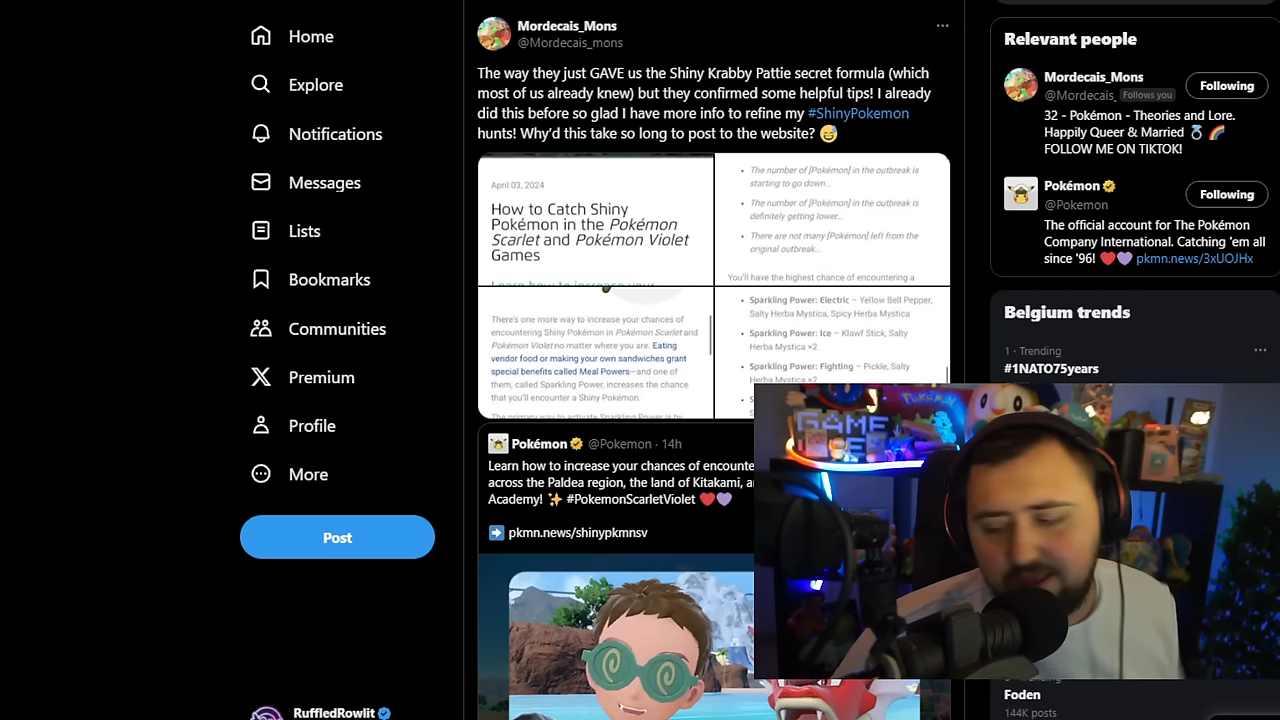 Home
Explore
Notifications
Messages
Lists
Bookmarks
Communities
Premium
Profile
More
Post
RuffledRowlit
Mordecais_Mons
@Mordecais_mons
The way they just GAVE us the Shiny Krabby Pattie secret formula (which
most of us already knew) but they confirmed some helpful tips! I already
did this before so glad I have more info to refine my #ShinyPokemon
hunts! Why'd this take so long to post to the website? 😅
April 03, 2024
How to Catch Shiny
Pokémon in the Pokémon
Scarlet and Pokémon Violet
Games
Learn how to increase your
• The number of [Pokémon] in the outbreak is
starting to go down...
• The number of [Pokémon] in the outbreak is
definitely getting lower...
• There are not many [Pokémon] left from the
original outbreak...
You'll have the highest chance of encountering a
There's one more way to increase your chances of
encountering Shiny Pokémon in Pokémon Scarlet and
Pokémon Violet no matter where you are. Eating
vendor food or making your own sandwiches grant
special benefits called Meal Powers—and one of
them, called Sparkling Power, increases the chance
that you'll encounter a Shiny Pokémon.
The primary way to activate Sparkling Power is by
• Sparkling Power: Electric – Yellow Bell Pepper,
Salty Herba Mystica, Spicy Herba Mystica
• Sparkling Power: Ice – Klawf Stick, Salty
Herba Mystica ×2
• Sparkling Power: Fighting – Pickle, Salty
Herba Mystica ×2
Pokémon @Pokemon · 14h
Learn how to increase your chances of encounte
across the Paldea region, the land of Kitakami, a
Academy! ✨ #PokemonScarletViolet ❤️💜
➡️ pkmn.news/shinypkmnsv
Relevant people
Mordecais_Mons
@Mordecais_ Follows you
Following
32 - Pokémon - Theories and Lore.
Happily Queer & Married 💍 🌈
FOLLOW ME ON TIKTOK!
Pokémon
@Pokemon
Following
The official account for The Pokémon
Company International. Catching 'em all
since '96! ❤️💜 pkmn.news/3xUOJHx
Belgium trends
1 · Trending
#1NATO75years
GAME
Pokémon
Foden
144K posts